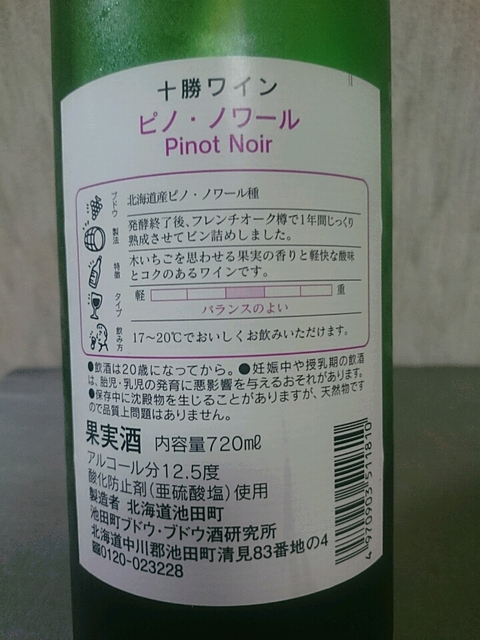 十勝ワイン
ピノ・ノワール
Pinot Noir
ブドウ 北海道産ピノ・ノワール種
製法 発酵終了後、フレンチオーク樽で1年間じっくり
熟成させてビン詰めしました。
特徴 木いちごを思わせる果実の香りと軽快な酸味
とコクのあるワインです。
タイプ 軽 重
バランスのよい
飲み方 17~20℃でおいしくお飲みいただけます。
●飲酒は20歳になってから。●妊娠中や授乳期の飲酒
は、胎児・乳児の発育に悪影響を与えるおそれがあります。
●保存中に沈殿物を生じることがありますが、天然物です
ので品質上問題はありません。
果実酒 内容量720㎖
アルコール分12.5度
酸化防止剤(亜硫酸塩)使用
製造者 北海道池田町
池田町ブドウ・ブドウ酒研究所
北海道中川郡池田町清見83番地の4
☎0120-023228
4 970903 511810